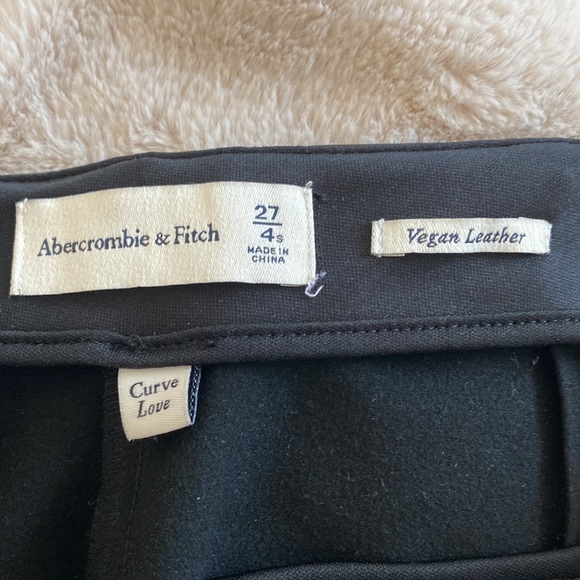 Abercrombie & Fitch
27
4s
MADE IN
CHINA
Vegan Leather
Curve
Love